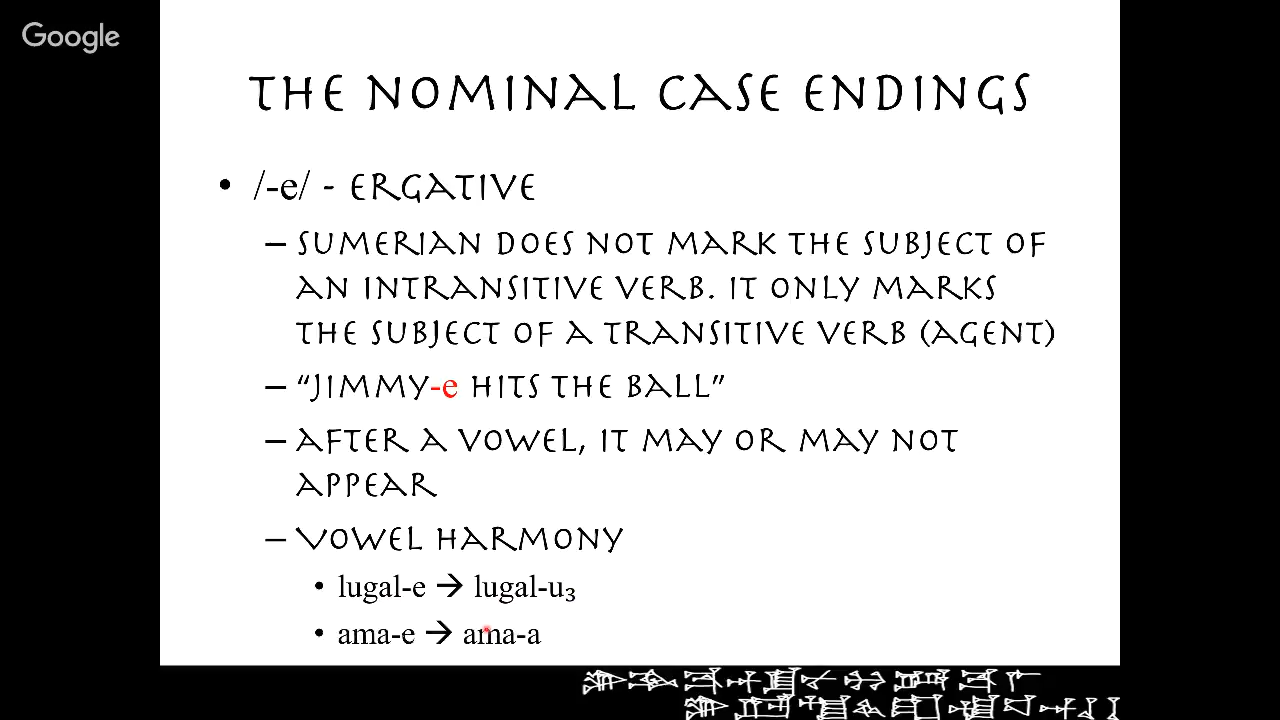 Google
THE NOMINAL CASE ENDINGS
• /-e/ - ERGATIVE
– SUMERIAN DOES NOT MARK THE SUBJECT OF
AN INTRANSITIVE VERB. IT ONLY MARKS
THE SUBJECT OF A TRANSITIVE VERB (AGENT)
– “JIMMY-e HITS THE BALL”
– AFTER A VOWEL, IT MAY OR MAY NOT
APPEAR
– VOWEL HARMONY
• lugal-e → lugal-u₃
• ama-e → ama-a